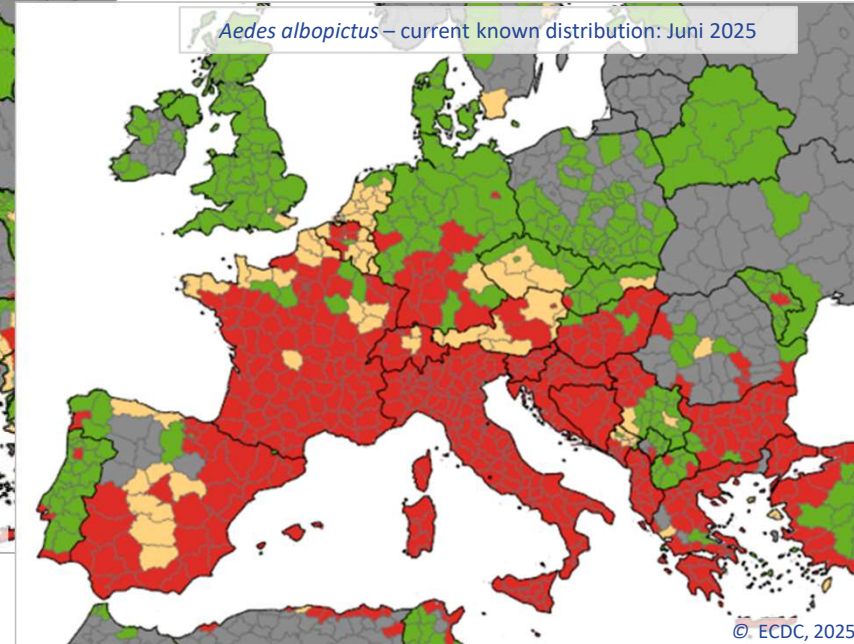 Aedes albopictus – current known distribution: Juni 2025
© ECDC, 2025